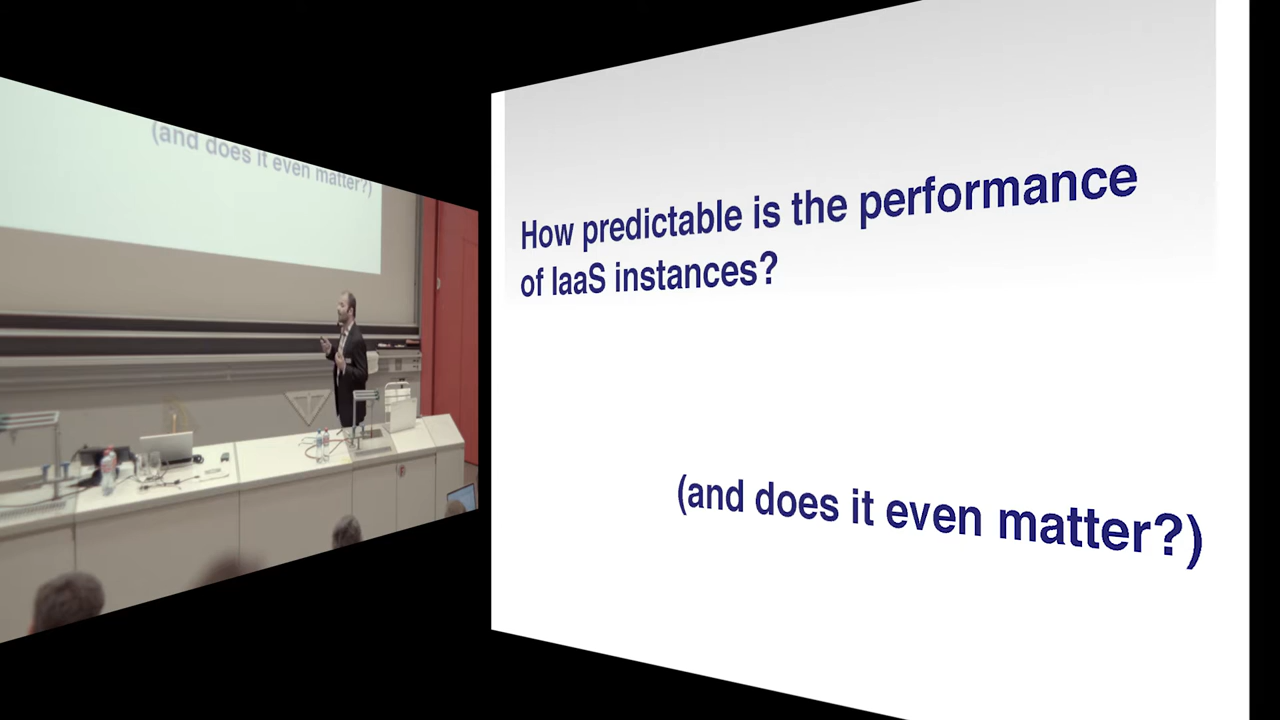 (and does it even matter?)
How predictable is the performance
of IaaS instances?
(and does it even matter?)